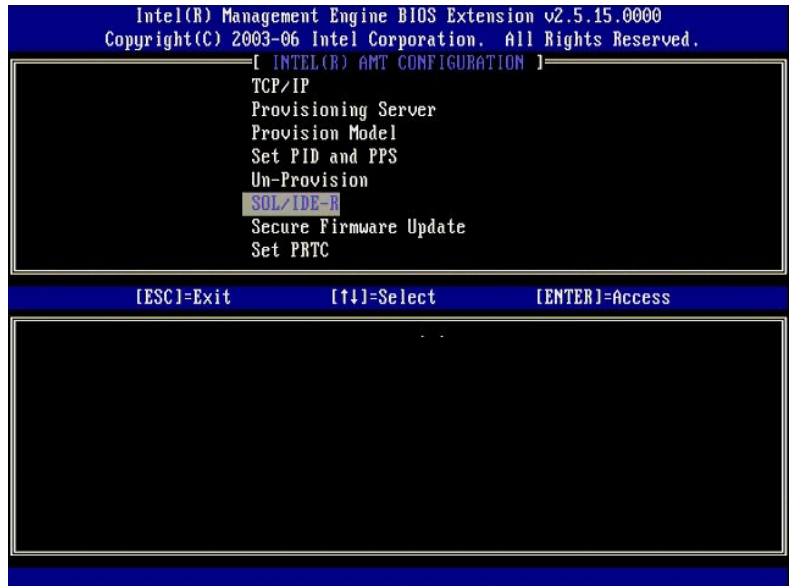 Intel(R) Management Engine BIOS Extension v2.5.15.0000
Copyright(C) 2003-06 Intel Corporation. All Rights Reserved.
[ INTEL(R) AMT CONFIGURATION ]
TCP/IP
Provisioning Server
Provision Model
Set PID and PPS
Un-Provision
SOL/IDE-R
Secure Firmware Update
Set PRTC
[ESC]=Exit [↑↓]=Select [ENTER]=Access